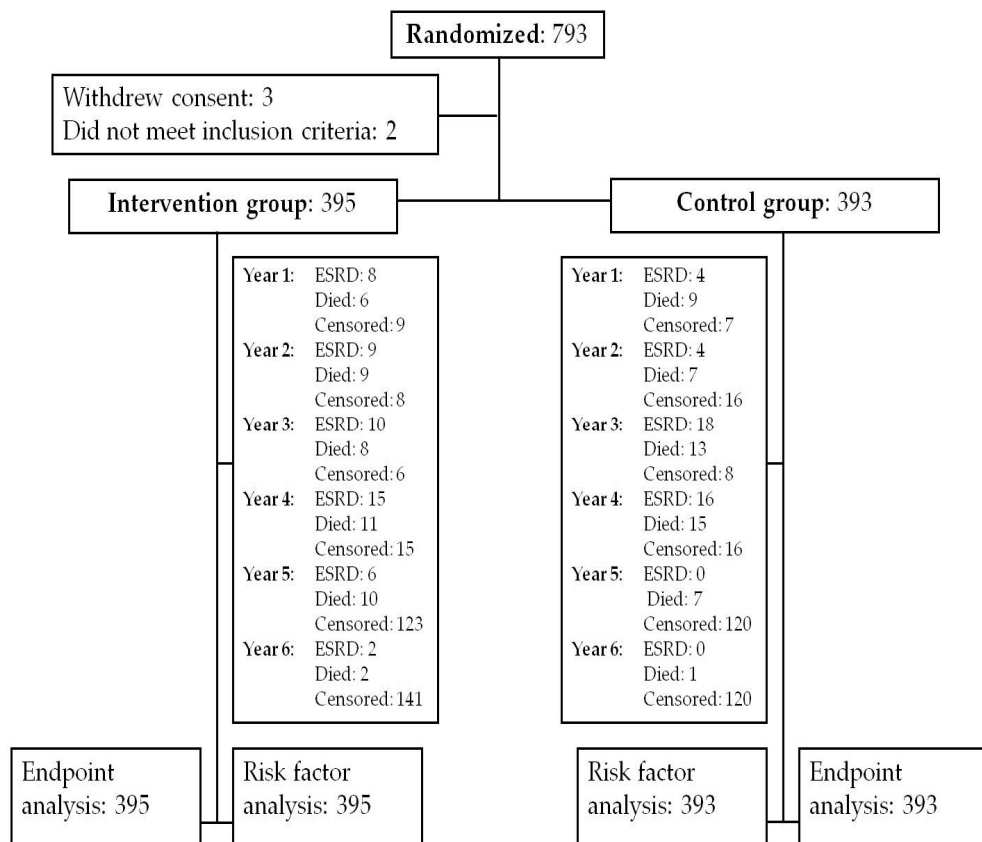 Randomized: 793
Withdrew consent: 3
Did not meet inclusion criteria: 2
Intervention group: 395
Control group: 393
Year 1: ESRD: 8
Died: 6
Censored: 9
Year 2: ESRD: 9
Died: 9
Censored: 8
Year 3: ESRD: 10
Died: 8
Censored: 6
Year 4: ESRD: 15
Died: 11
Censored: 15
Year 5: ESRD: 6
Died: 10
Censored: 123
Year 6: ESRD: 2
Died: 2
Censored: 141
Year 1: ESRD: 4
Died: 9
Censored: 7
Year 2: ESRD: 4
Died: 7
Censored: 16
Year 3: ESRD: 18
Died: 13
Censored: 8
Year 4: ESRD: 16
Died: 15
Censored: 16
Year 5: ESRD: 0
Died: 7
Censored: 120
Year 6: ESRD: 0
Died: 1
Censored: 120
Endpoint
analysis: 395
Risk factor
analysis: 395
Risk factor
analysis: 393
Endpoint
analysis: 393